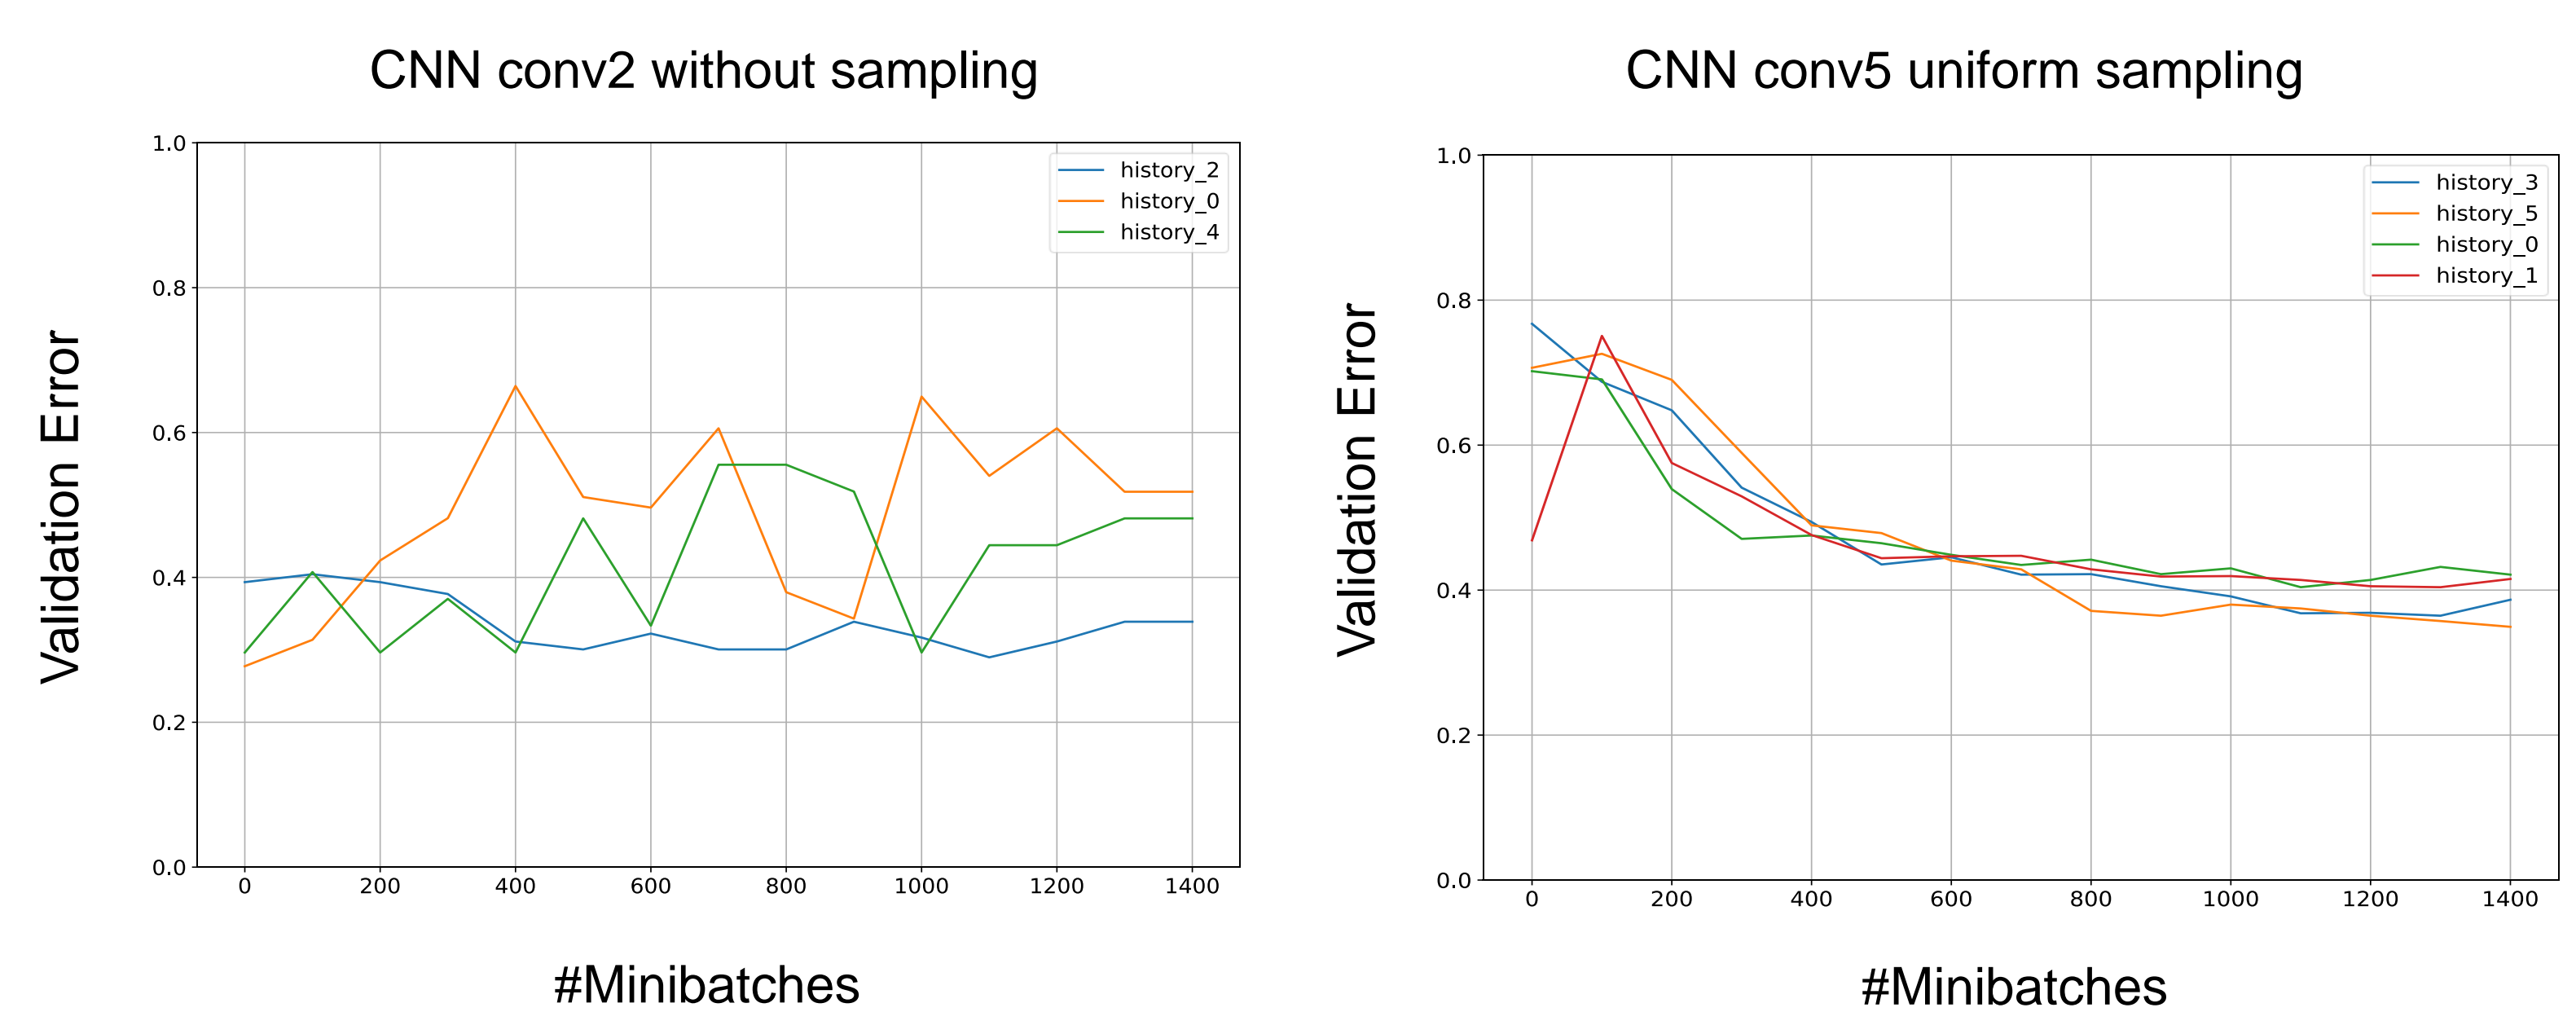 CNN conv2 without sampling
Validation Error
1.0
0.8
0.6
0.4
0.2
0.0
0 200 400 600 800 1000 1200 1400
history_2
history_0
history_4
#Minibatches
CNN conv5 uniform sampling
Validation Error
1.0
0.8
0.6
0.4
0.2
0.0
0 200 400 600 800 1000 1200 1400
history_3
history_5
history_0
history_1
#Minibatches